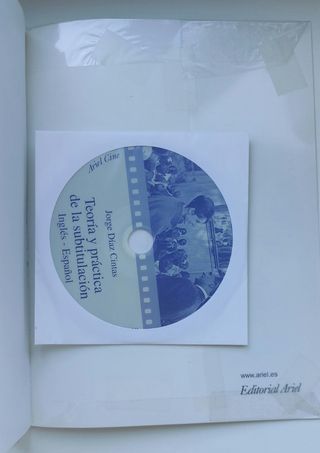 Ariel Cine
Jorge Díaz Cintas
Teoría y práctica
de la subtitulación
Inglés - Español
www.ariel.es
Editorial Ariel